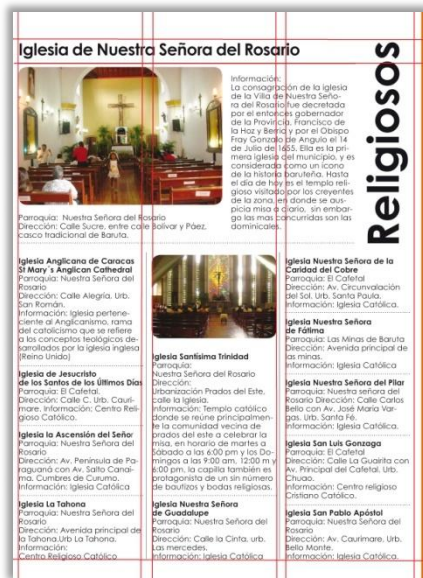 Iglesia de Nuestra Señora del Rosario
Religiosos
Información:
La consagración de la iglesia
de la Villa de Nuestra Seño-
ra del Rosario fue decretada
por el entonces gobernador
de la Provincia, Francisco de
la Hoz y Berrio y por el Obispo
Fray Gonzalo de Angulo el 14
de Julio de 1655. Ella es la pri-
mera iglesia del municipio, y es
considerada como un ícono
de la historia baruteña. Hasta
el día de hoy es el templo reli-
gioso visitado por los creyentes
de la zona, en donde se aus-
picia misa a diario, sin embar-
go las mas concurridas son las
dominicales.
Parroquia: Nuestra Señora del Rosario
Dirección: Calle Sucre, entre calle Bolívar y Páez,
casco tradicional de Baruta.
Iglesia Anglicana de Caracas
St Mary´s Anglican Cathedral
Parroquia: Nuestra Señora del
Rosario
Dirección: Calle Alegría. Urb.
San Román.
Información: Iglesia pertene-
ciente al Anglicanismo, rama
del catolicismo que se refiere
a los conceptos teológicos de-
sarrollados por la iglesia inglesa
(Reino Unido)
Iglesia de Jesucristo
de los Santos de los Últimos Días
Parroquia: El Cafetal.
Dirección: Calle C. Urb. Cauri-
mare. Información: Centro Reli-
gioso Católico.
Iglesia la Ascensión del Señor
Parroquia: Nuestra Señora del
Rosario
Dirección: Av. Península de Pa-
raguaná con Av. Salto Canai-
ma, Cumbres de Curumo.
Información: Iglesia Católica
Iglesia La Tahona
Parroquia: Nuestra Señora del
Rosario
Dirección: Avenida principal de
la Tahona.Urb La Tahona.
Información:
Centro Religioso Católico
Iglesia Santísima Trinidad
Parroquia:
Nuestra Señora del Rosario
Dirección:
Urbanización Prados del Este,
calle la Iglesia.
Información: Templo católico
donde se reúne principalmen-
te la comunidad vecina de
prados del este a celebrar la
misa, en horario de martes a
Sábado a las 6:00 pm y los Do-
mingos a las 9:00 am, 12:00 m y
6:00 pm. la capilla también es
protagonista de un sin número
de bautizos y bodas religiosas.
Iglesia Nuestra Señora
de Guadalupe
Parroquia: Nuestra Señora del
Rosario
Dirección: Calle la Cinta, urb.
Las mercedes.
Información: Iglesia Católica
Iglesia Nuestra Señora de la
Caridad del Cobre
Parroquia: El Cafetal
Dirección: Av. Circunvalación
del Sol. Urb. Santa Paula.
Información: Iglesia Católica.
Iglesia Nuestra Señora
de Fátima
Parroquia: Las Minas de Baruta
Dirección: Avenida principal de
las minas.
Información: Iglesia Católica
Iglesia Nuestra Señora del Pilar
Parroquia: Nuestra señora del
Rosario Dirección: Calle Carlos
Bello con Av. José María Var-
gas. Urb. Santa Fé.
Información: Iglesia Católica.
Iglesia San Luis Gonzaga
Parroquia: El Cafetal
Dirección: Calle La Guairita con
Av. Principal del Cafetal. Urb.
Chuao.
Información: Centro religioso
Cristiano Católico.
Iglesia San Pablo Apóstol
Parroquia: Nuestra Señora del
Rosario
Dirección: Av. Caurimare. Urb.
Bello Monte.
Información: Iglesia Católica.